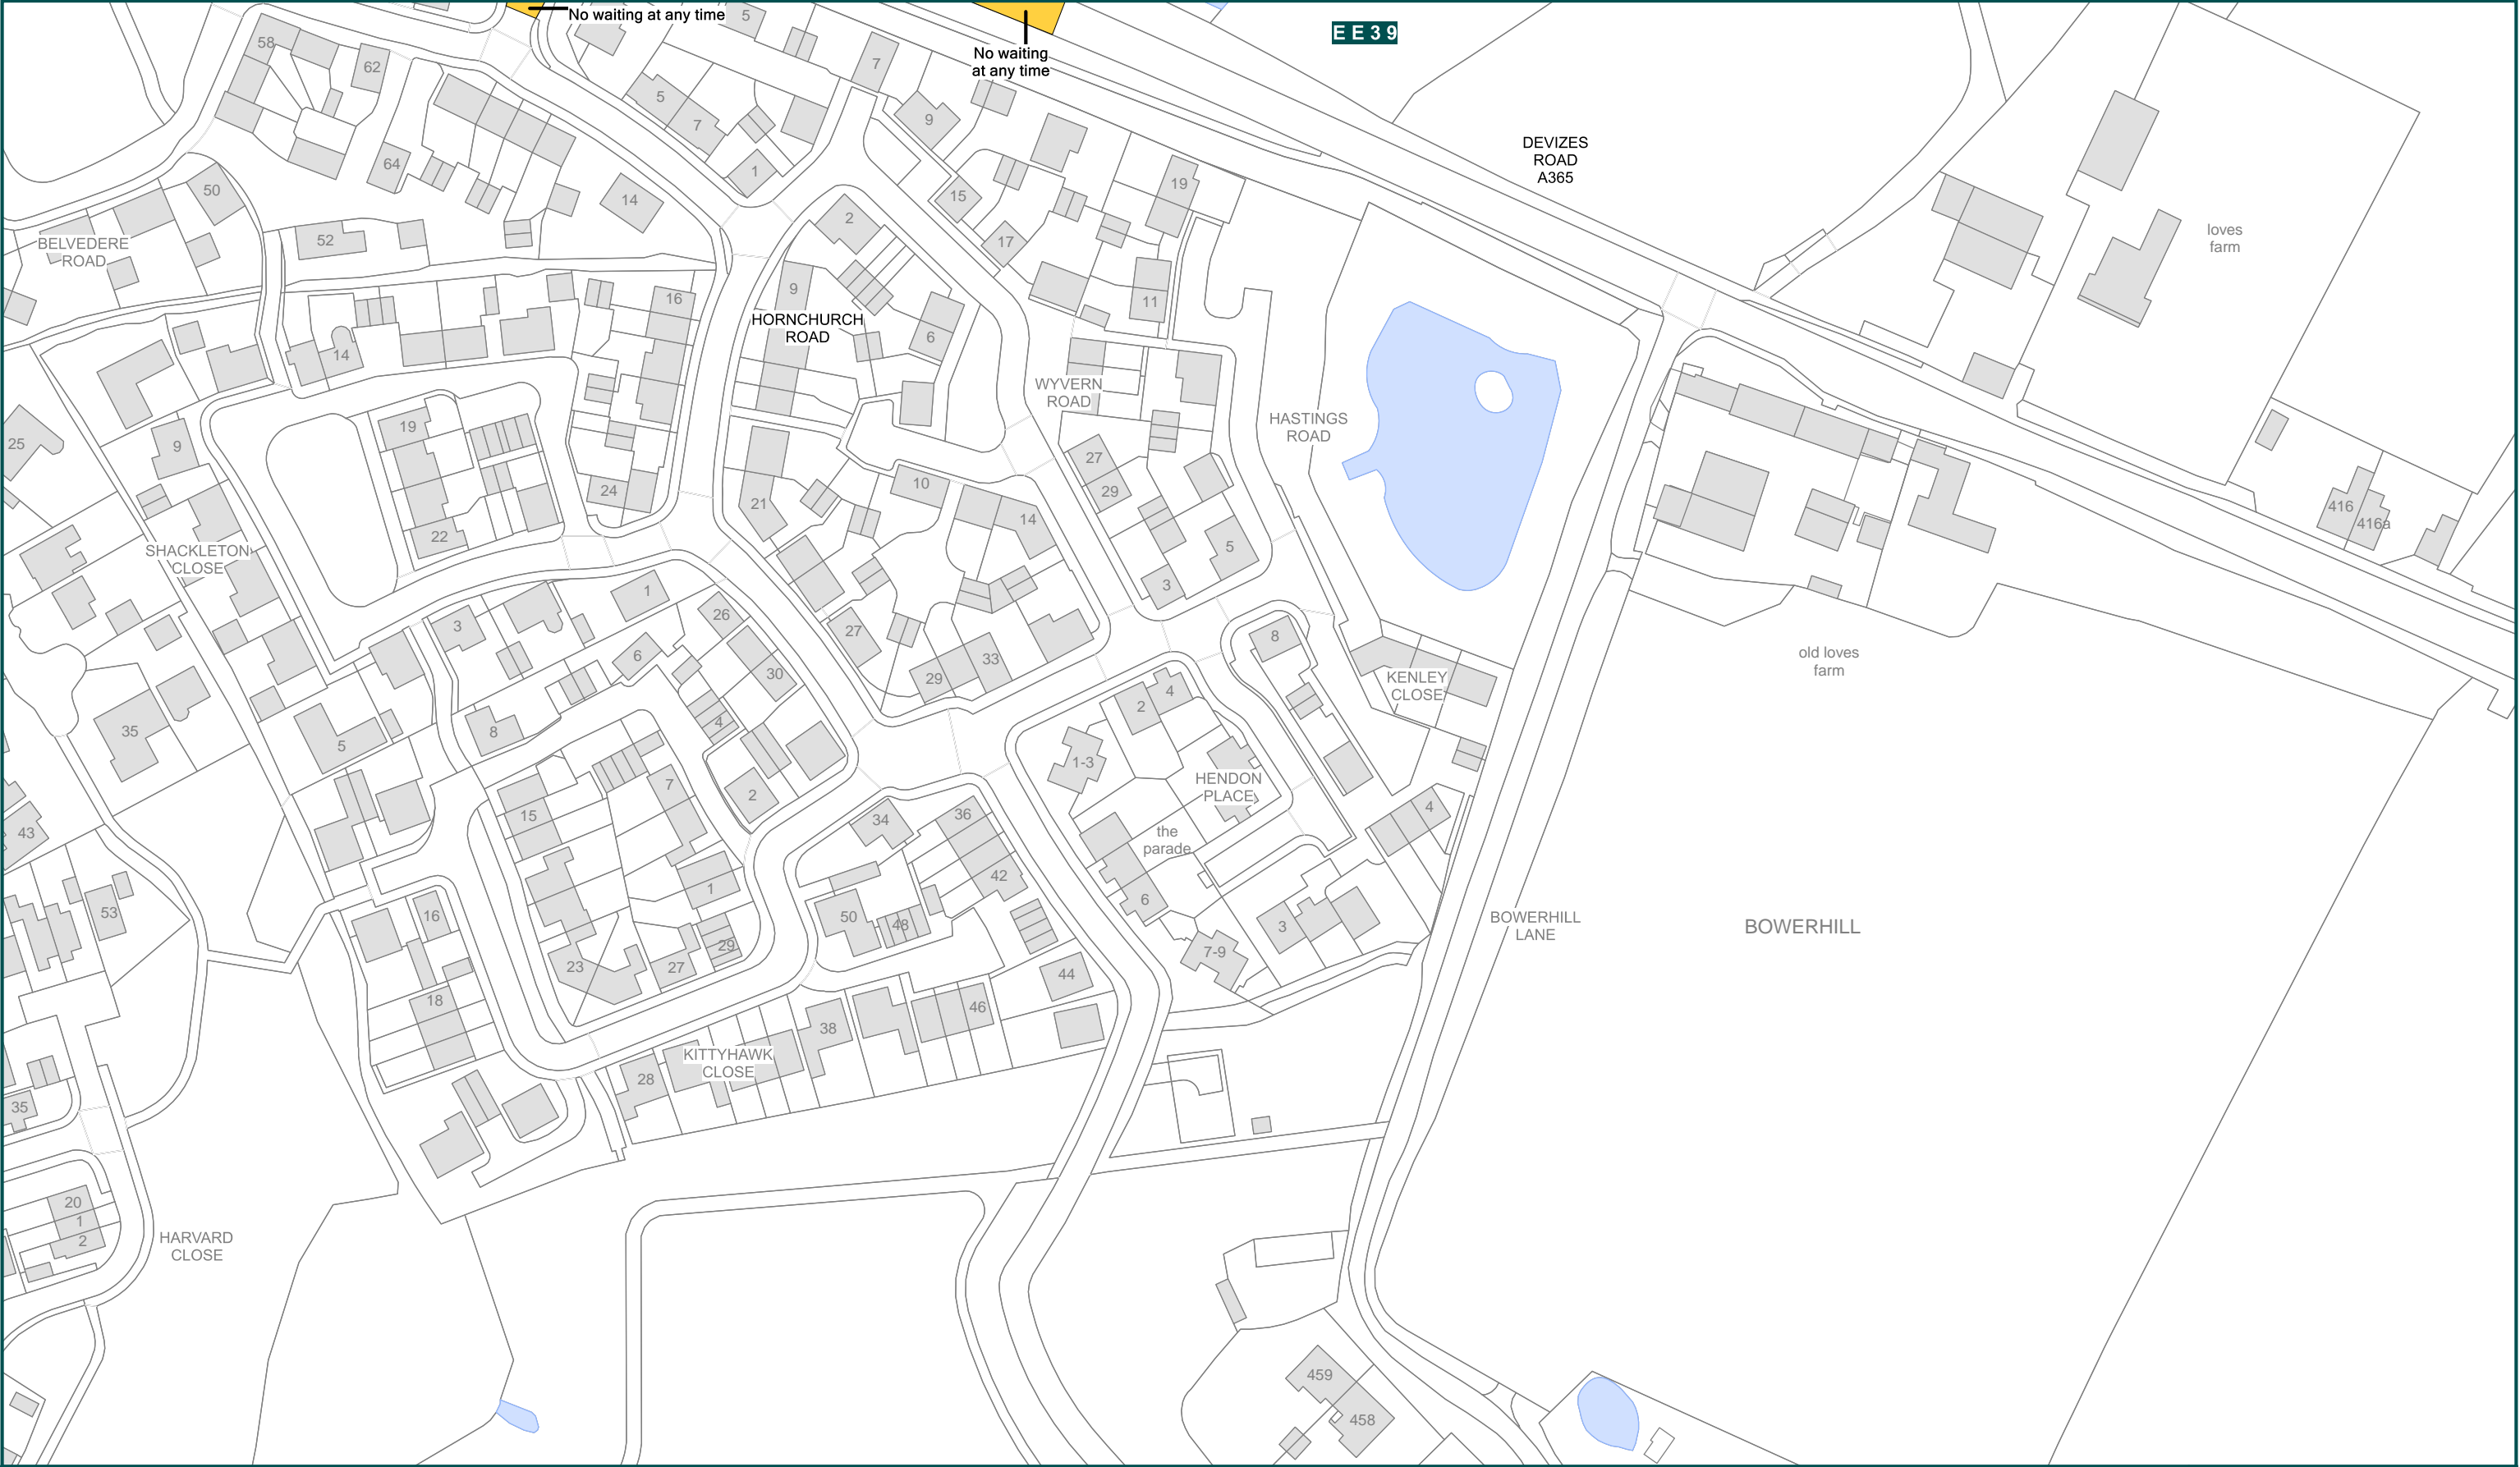 No waiting at any time
5
E E 3 9
58
No waiting
at any time
62
7
5
7
9
DEVIZES
ROAD
A365
64
1
50
14
15
19
2
17
52
BELVEDERE
ROAD
loves
farm
9
16
11
HORNCHURCH
ROAD
6
14
WYVERN
ROAD
19
HASTINGS
ROAD
25
9
27
10
24
29
21
416
14
416a
22
5
SHACKLETON
CLOSE
3
1
26
3
27
8
6
33
old loves
farm
30
29
KENLEY
CLOSE
4
2
4
35
8
5
1-3
HENDON
PLACE
7
2
4
15
36
34
43
the
parade
42
1
6
53
16
50
48
3
BOWERHILL
LANE
BOWERHILL
29
7-9
23
27
44
18
46
38
KITTYHAWK
CLOSE
28
35
20
1
2
HARVARD
CLOSE
459
458